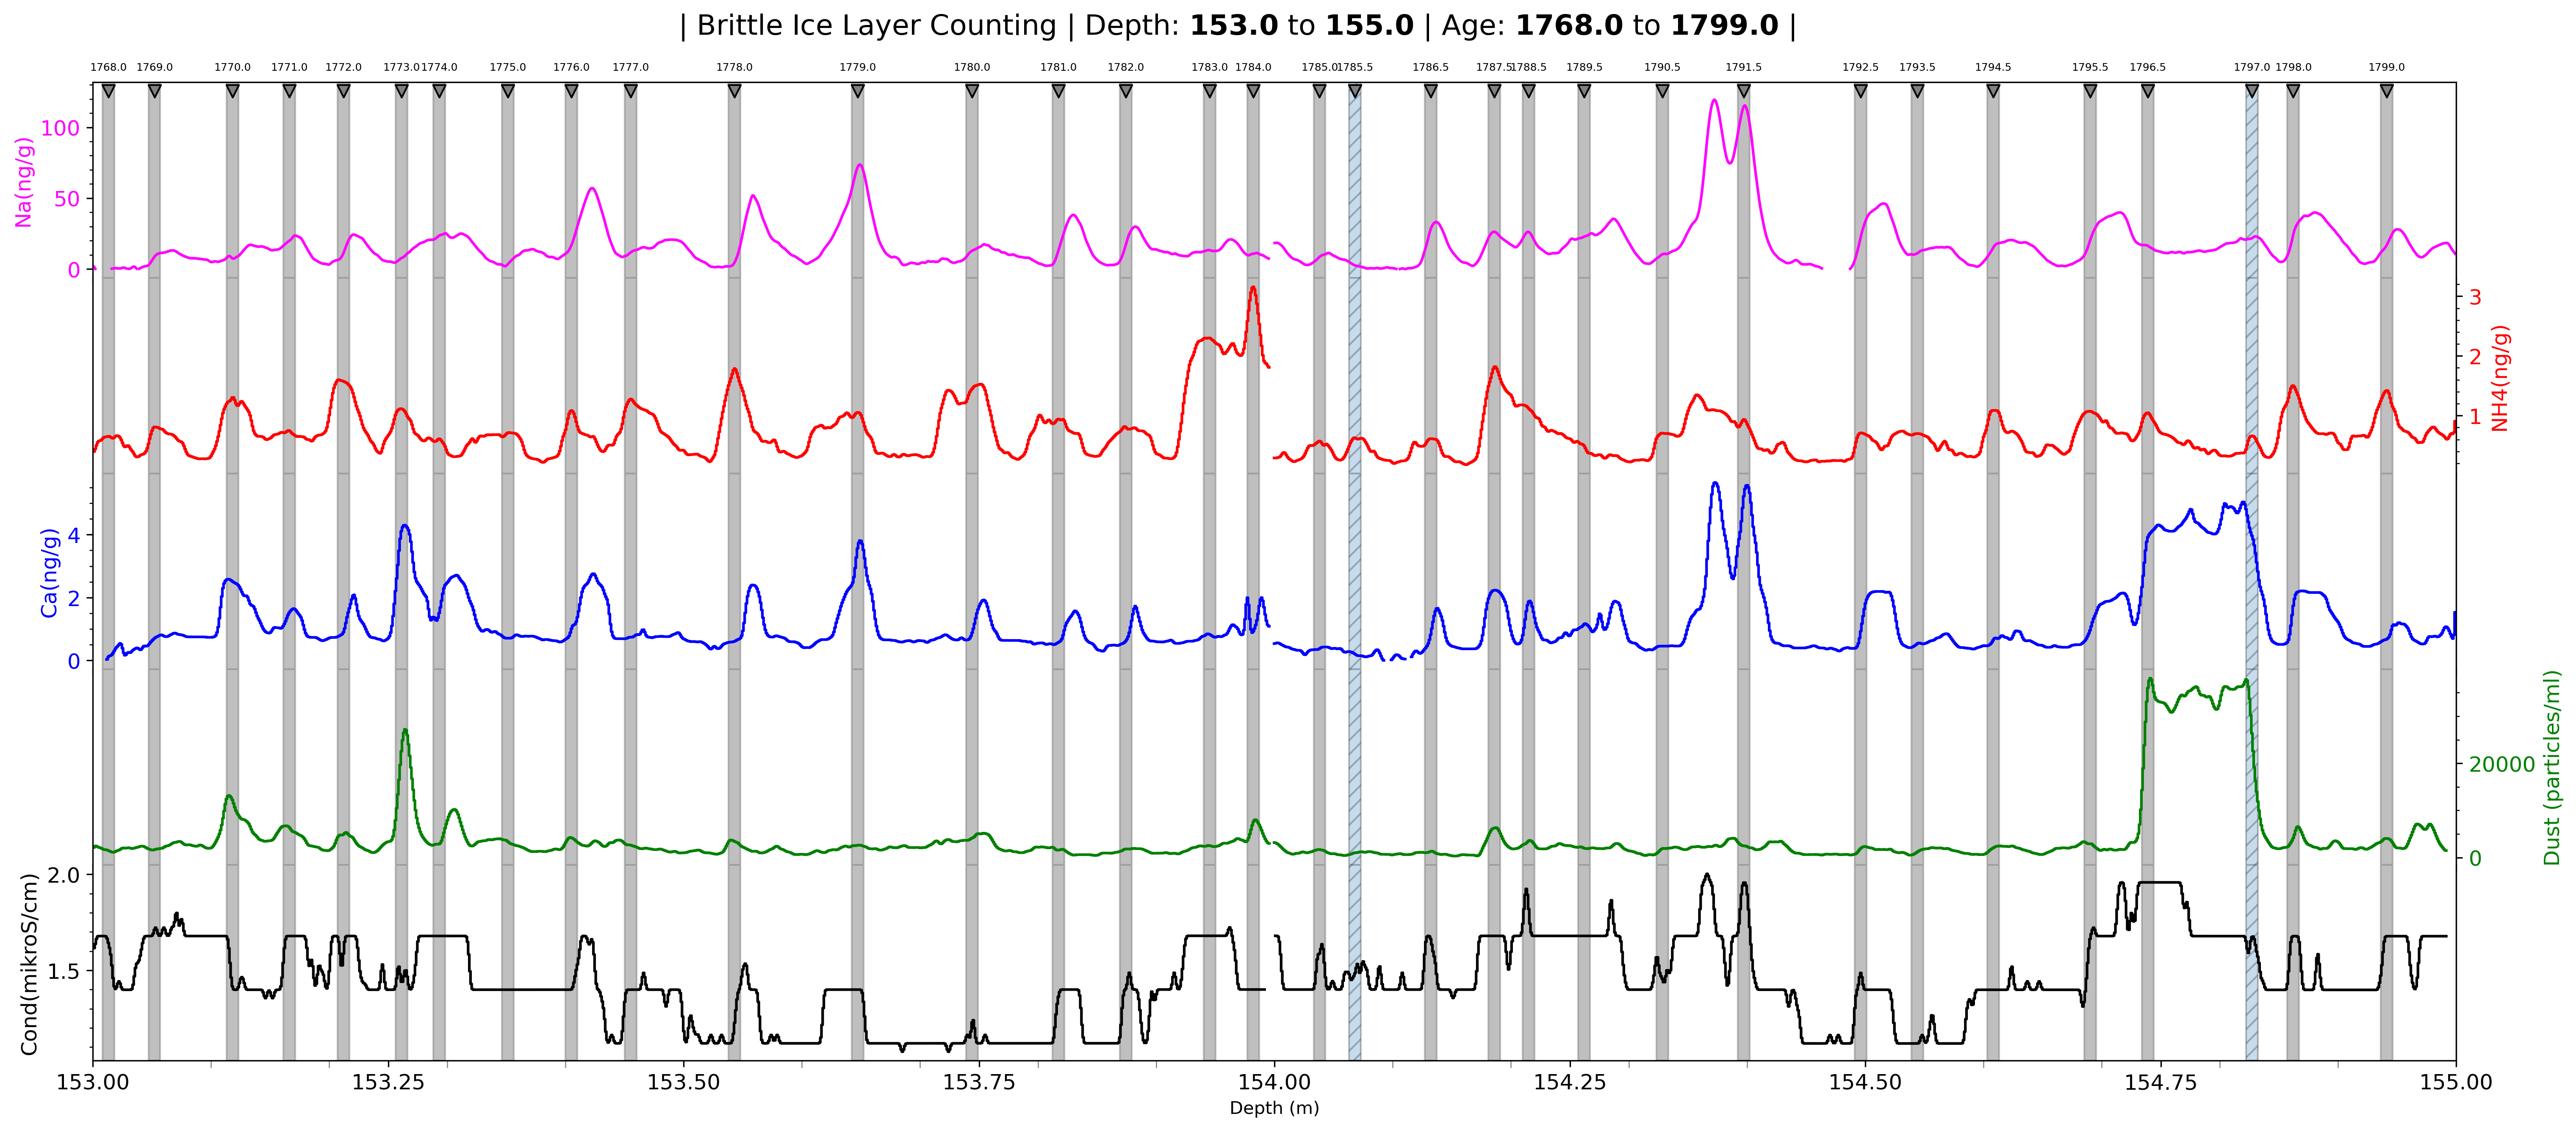 | Brittle Ice Layer Counting | Depth: 153.0 to 155.0 | Age: 1768.0 to 1799.0 |
1768.0 1769.0 1770.0 1771.0 1772.0 1773.0 1774.0 1775.0 1776.0 1777.0 1778.0 1779.0 1780.0 1781.0 1782.0 1783.0 1784.0 1785.0 1785.5 1786.5 1787.5 1788.5 1789.5 1790.5 1791.5 1792.5 1793.5 1794.5 1795.5 1796.5 1797.0 1798.0 1799.0
Na(ng/g)
100
50
0
NH4(ng/g)
3
2
1
Ca(ng/g)
4
2
0
Dust (particles/ml)
20000
0
Cond(mikroS/cm)
2.0
1.5
153.00 153.25 153.50 153.75 154.00 154.25 154.50 154.75 155.00
Depth (m)